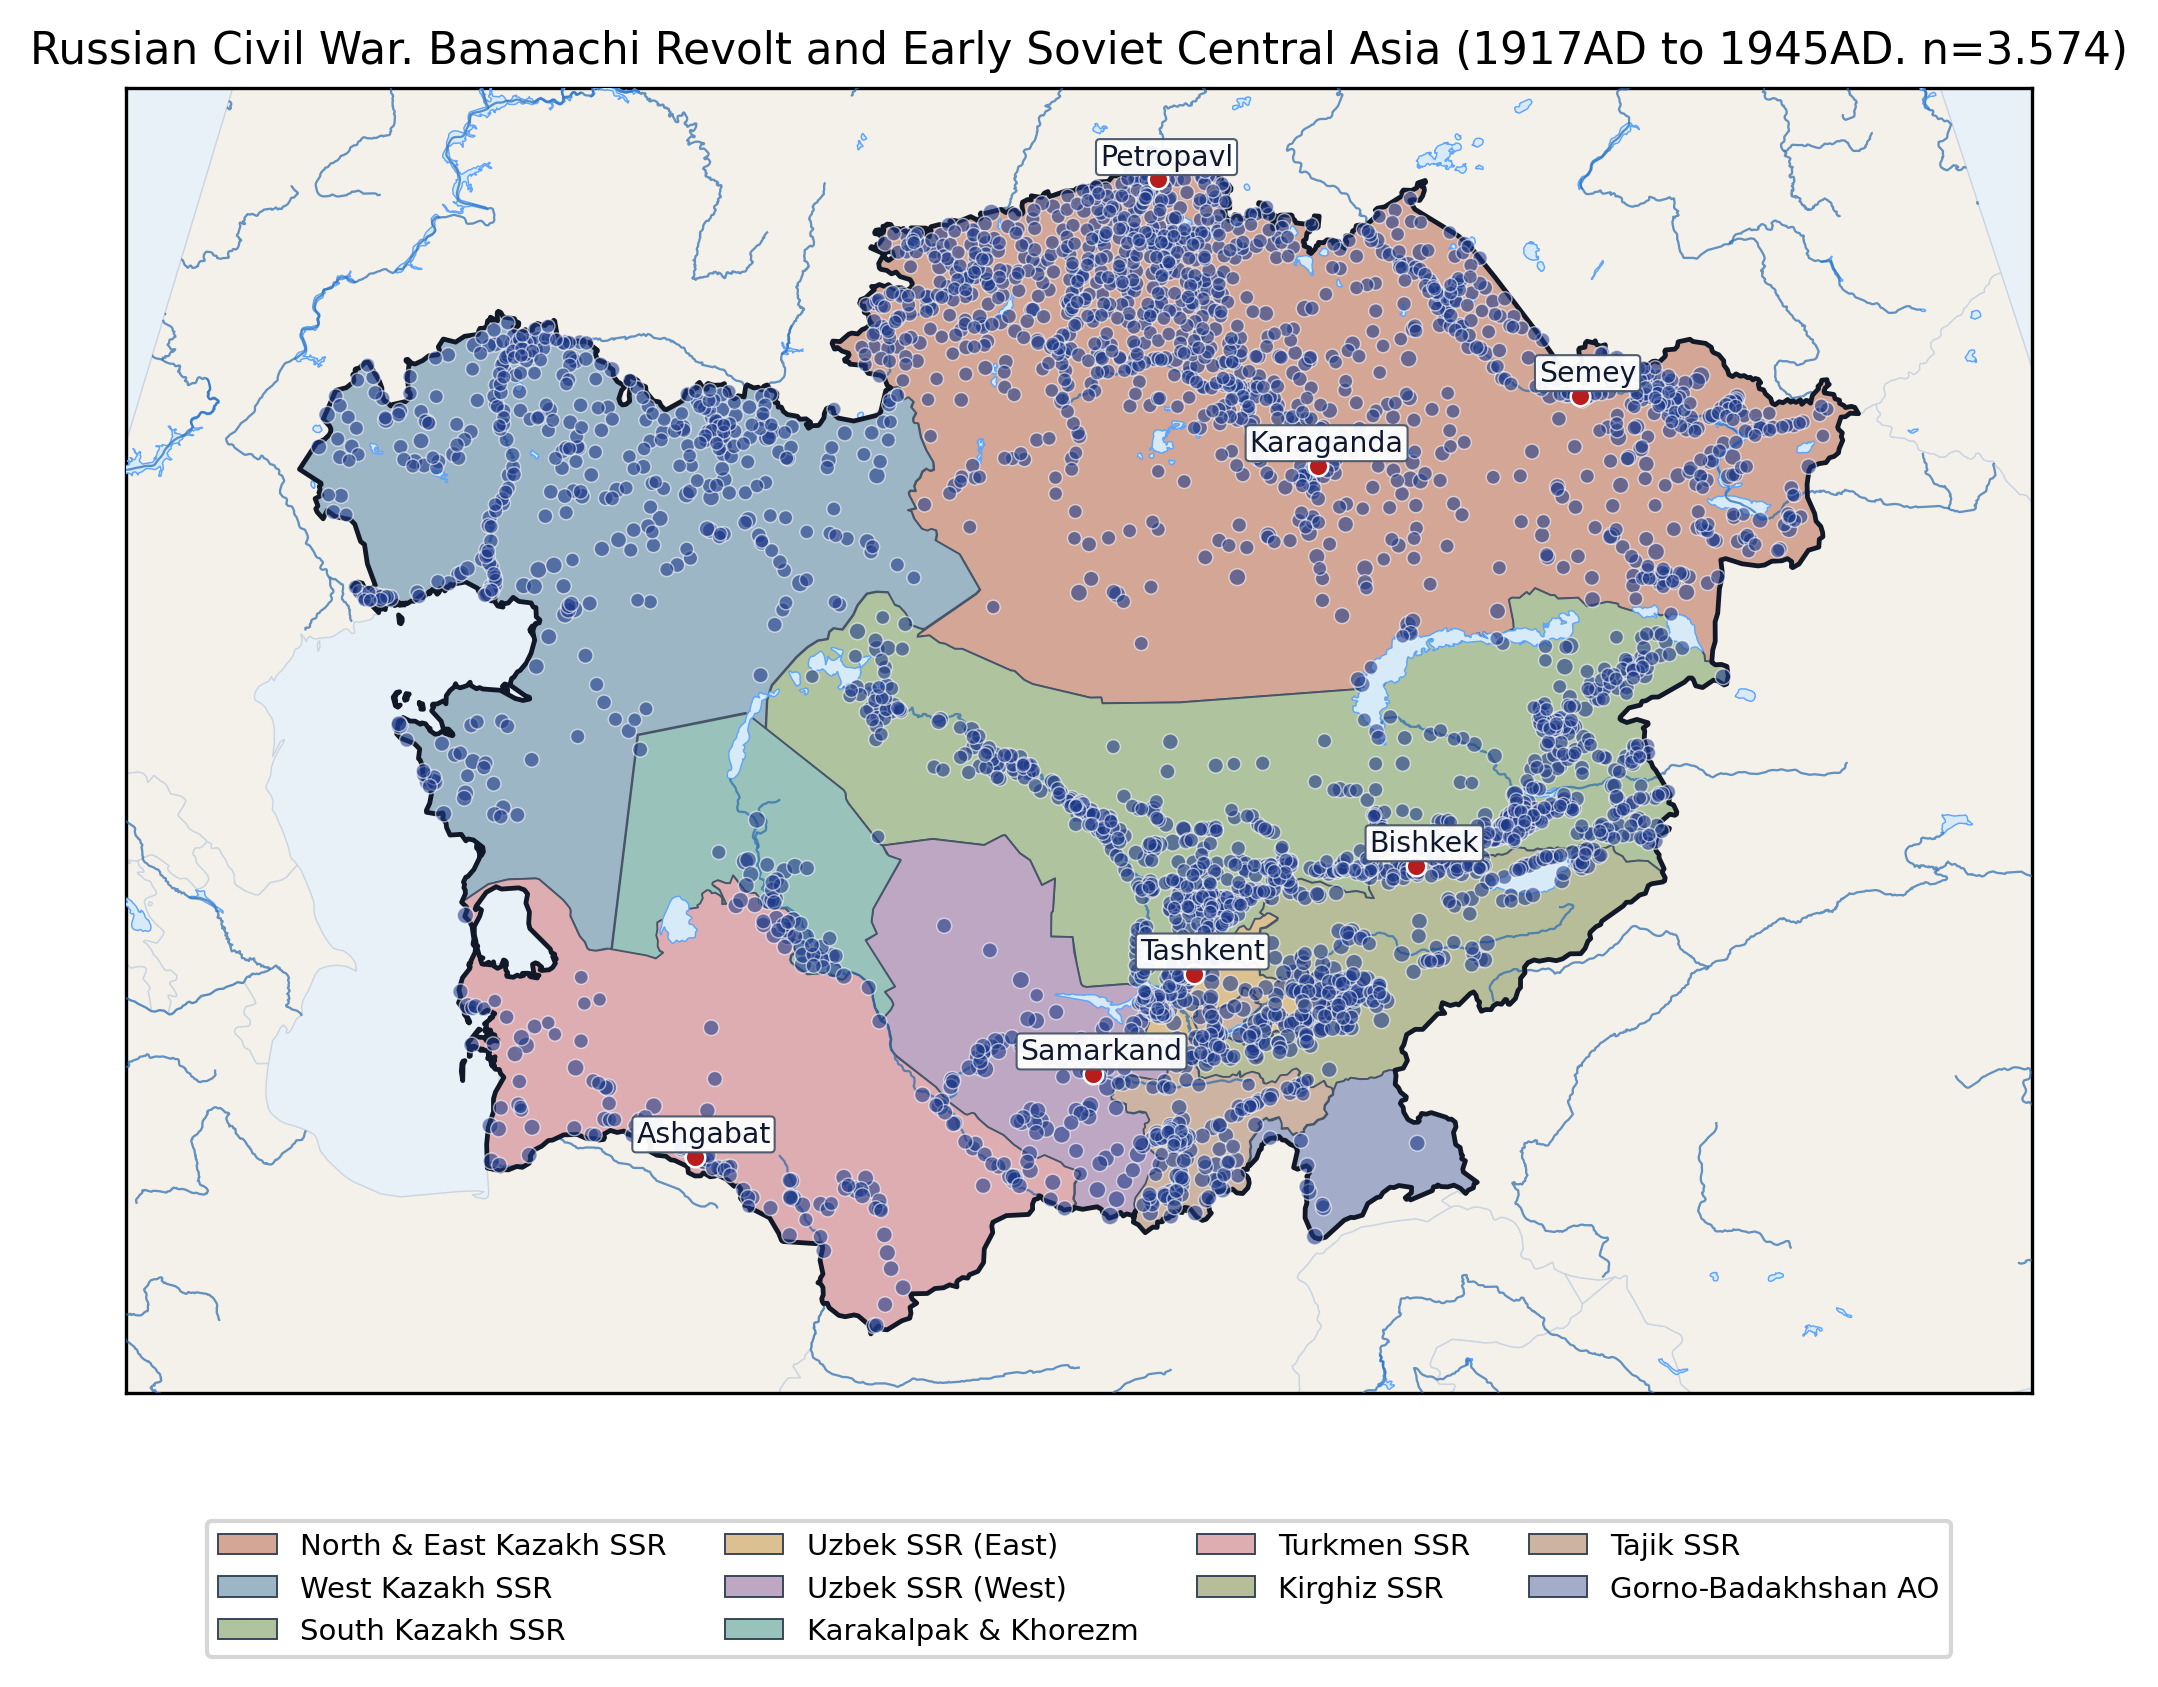 Russian Civil War. Basmachi Revolt and Early Soviet Central Asia (1917AD to 1945AD. n=3.574)
Petropavl
Semey
Karaganda
Bishkek
Tashkent
Samarkand
Ashgabat
North & East Kazakh SSR
West Kazakh SSR
South Kazakh SSR
Uzbek SSR (East)
Uzbek SSR (West)
Karakalpak & Khorezm
Turkmen SSR
Kirghiz SSR
Tajik SSR
Gorno-Badakhshan AO